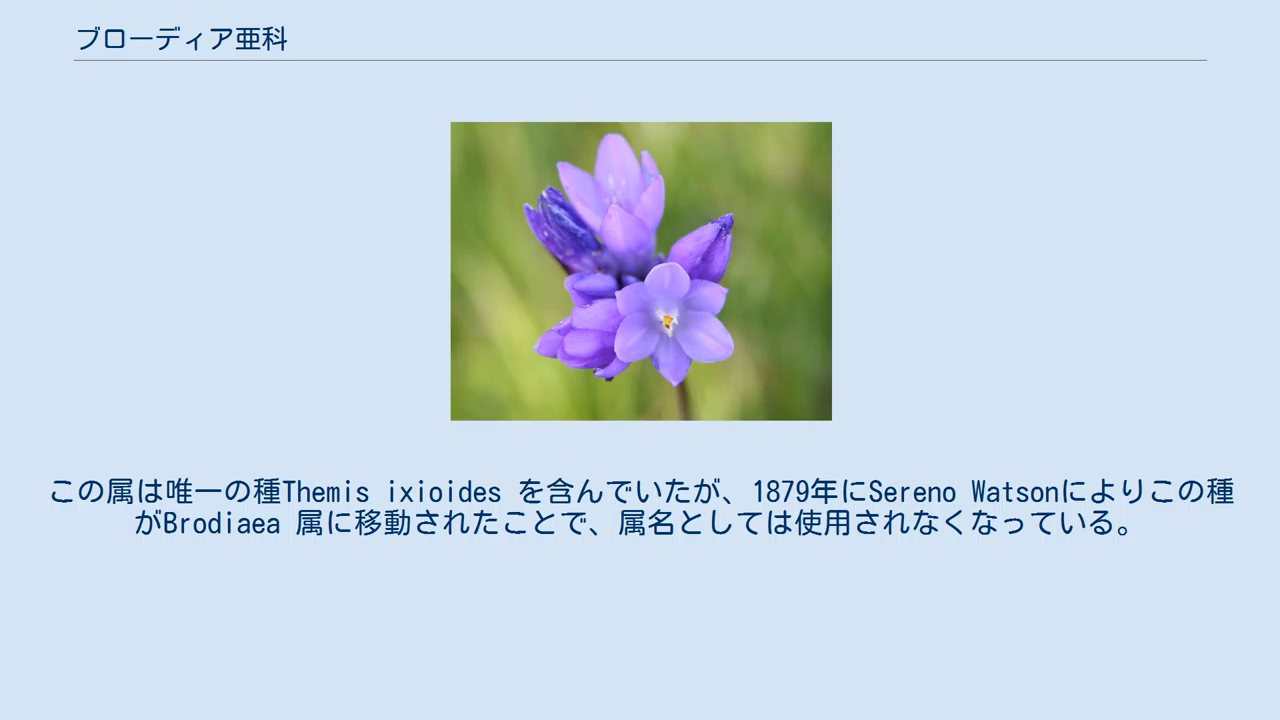 ブローディア亜科
この属は唯一の種Themis ixioides を含んでいたが、1879年にSereno Watsonによりこの種
がBrodiaea 属に移動されたことで、属名としては使用されなくなっている。